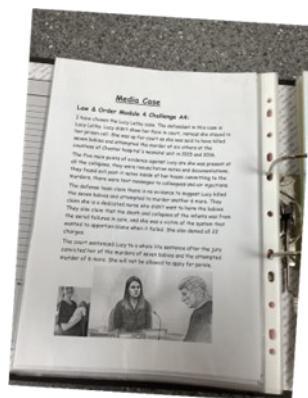 Media Case
Law & Order Module 4 Challenge A4:
I have chosen the Lucy Letby case. The defendant in this case is
Lucy Letby. Lucy didn't show her face in court, instead she stayed in
her prison cell. She was up for court as she was said to have killed
seven babies and attempted the murder of six others at the
countess of Chester hospital's neonatal unit in 2015 and 2016.
The five main points of evidence against Lucy she was present at
all the collapses, they were handwritten notes and documentations,
they found post it notes inside of her house committing to the
murders, there were text messages to colleagues and air injections
The defense team claim there is no evidence to suggest Lucy killed
the seven babies and attempted to murder another 6 more. They
claim she is a dedicated nurse who didn't want to harm the babies
They also claim that the death and collapses of the infants was from
the serial failures in care, and she was a victim of the system that
wanted to apportion blame when it failed. She also denied all 22
charges.
The court sentenced Lucy to a whole life sentence after the jury
convicted her of the murders of seven babies and the attempted
murder of 6 more. She will not be allowed to apply for parole.